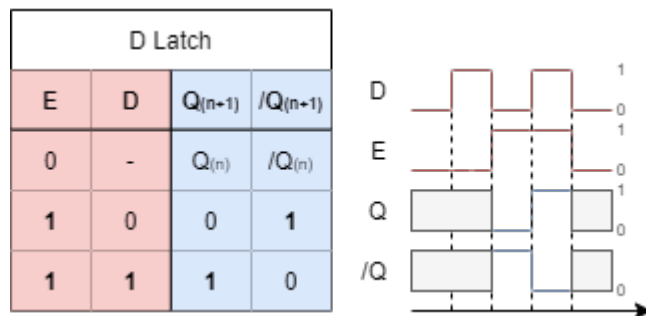 D Latch
E D Q(n+1) /Q(n+1)
0 - Q(n) /Q(n)
1 0 0 1
1 1 1 0
D 1
0
E 1
0
Q 1
0
/Q
0